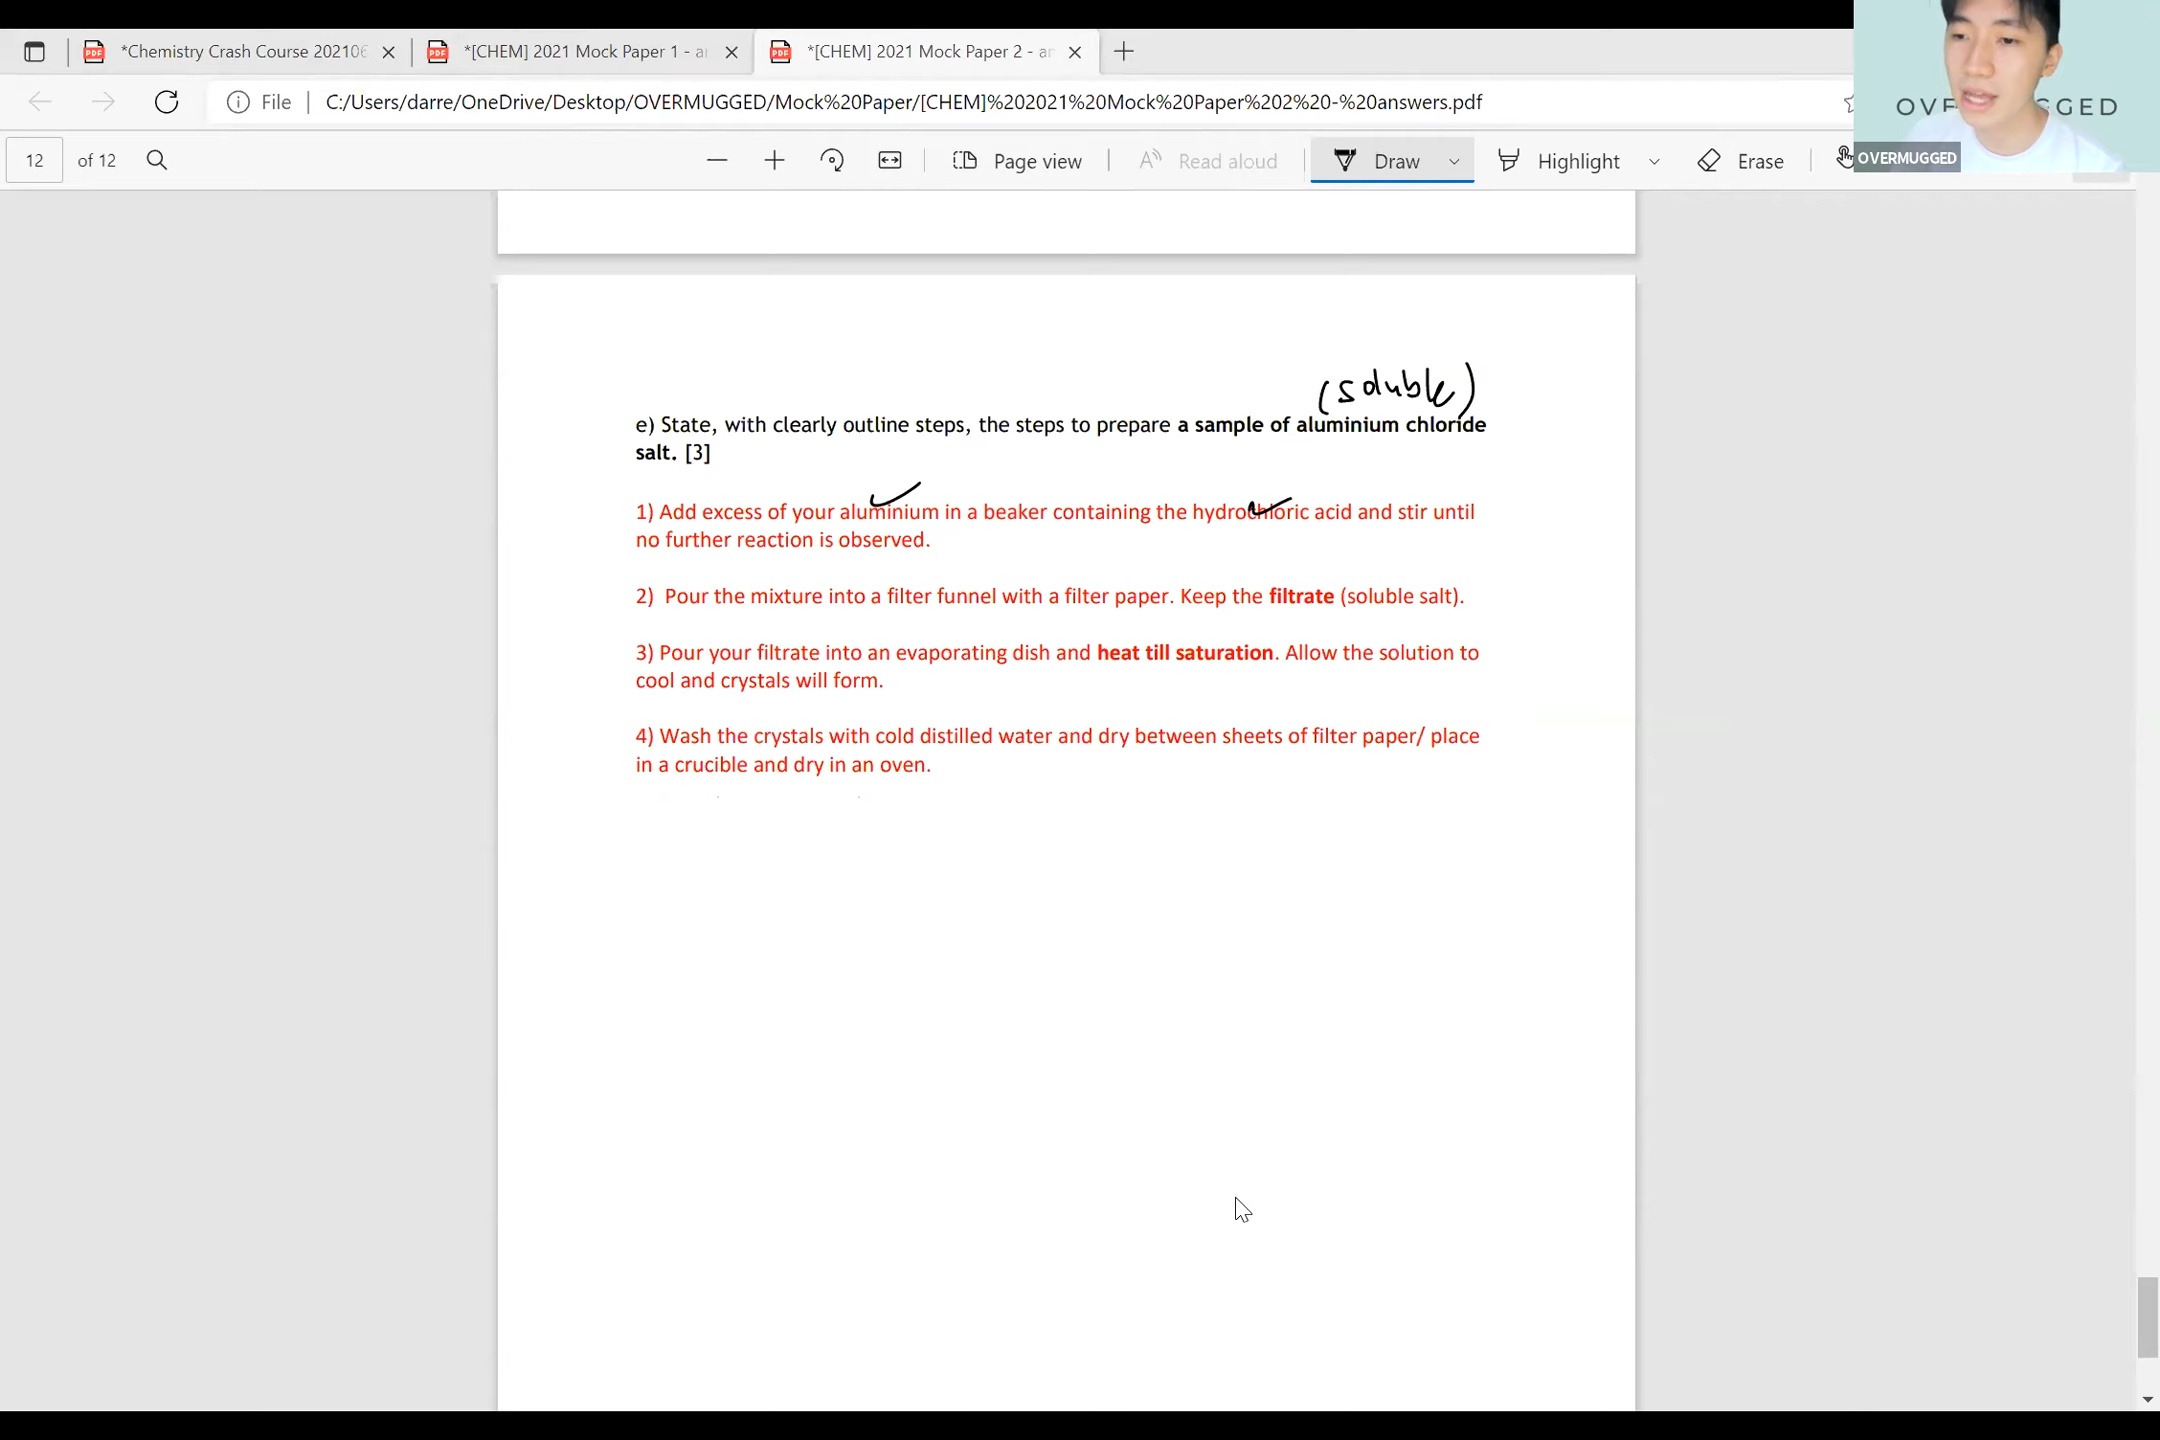 *Chemistry Crash Course 202106
*[CHEM] 2021 Mock Paper 1 - a
*[CHEM] 2021 Mock Paper 2 - an
File
C:/Users/darre/OneDrive/Desktop/OVERMUGGED/Mock%20Paper/[CHEM]%202021%20Mock%20Paper%202%20-%20answers.pdf
12 of 12
Page view
Read aloud
Draw
Highlight
Erase
OVERMUGGED
(soluble)
e) State, with clearly outline steps, the steps to prepare a sample of aluminium chloride
salt. [3]
1) Add excess of your aluminium in a beaker containing the hydrochloric acid and stir until
no further reaction is observed.
2) Pour the mixture into a filter funnel with a filter paper. Keep the filtrate (soluble salt).
3) Pour your filtrate into an evaporating dish and heat till saturation. Allow the solution to
cool and crystals will form.
4) Wash the crystals with cold distilled water and dry between sheets of filter paper/ place
in a crucible and dry in an oven.